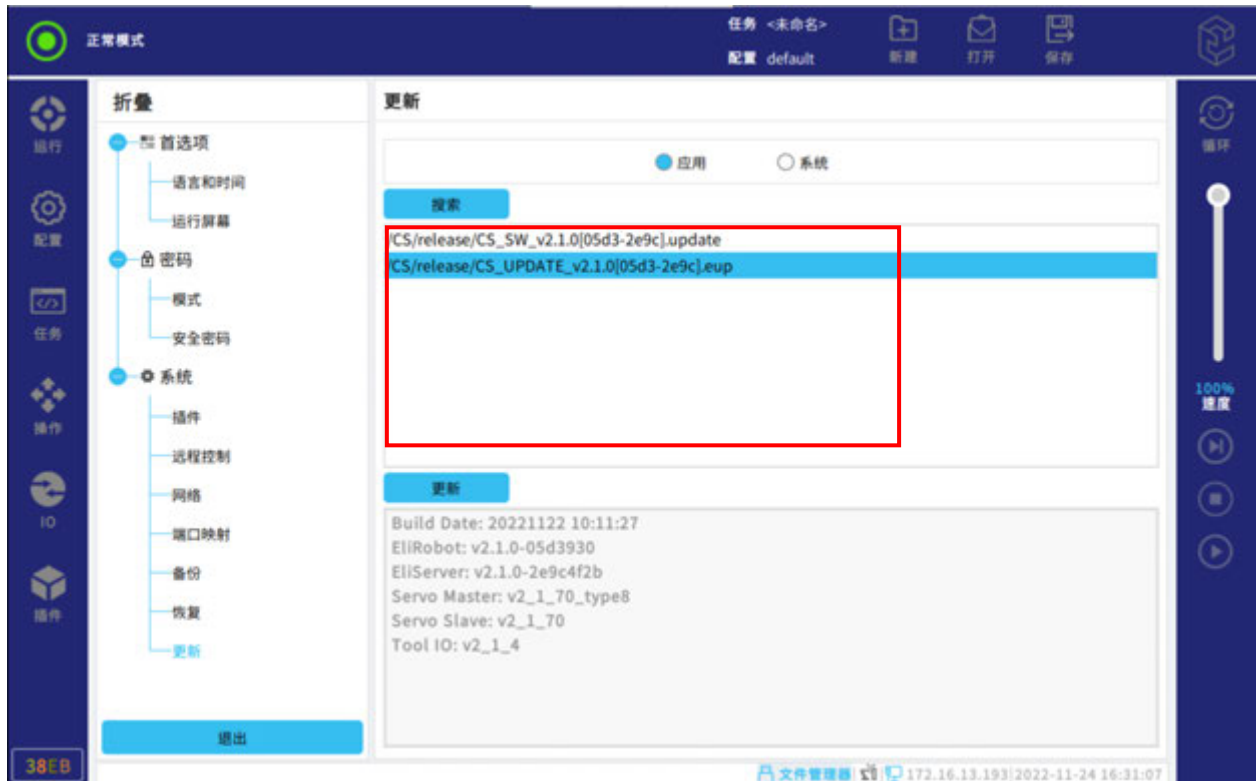 正常模式
任务 <未命名>
配置 default
新建
打开
保存
运行
配置
任务
操作
IO
插件
38EB
折叠
首选项
语言和时间
运行屏幕
密码
模式
安全密码
系统
插件
远程控制
网络
端口映射
备份
恢复
更新
退出
更新
应用 系统
搜索
/CS/release/CS_SW_v2.1.0[05d3-2e9c].update
/CS/release/CS_UPDATE_v2.1.0[05d3-2e9c].eup
更新
Build Date: 20221122 10:11:27
EliRobot: v2.1.0-05d3930
EliServer: v2.1.0-2e9c4f2b
Servo Master: v2_1_70_type8
Servo Slave: v2_1_70
Tool IO: v2_1_4
循环
100%
速度
文件管理器 172.16.13.193 2022-11-24 16:31:07